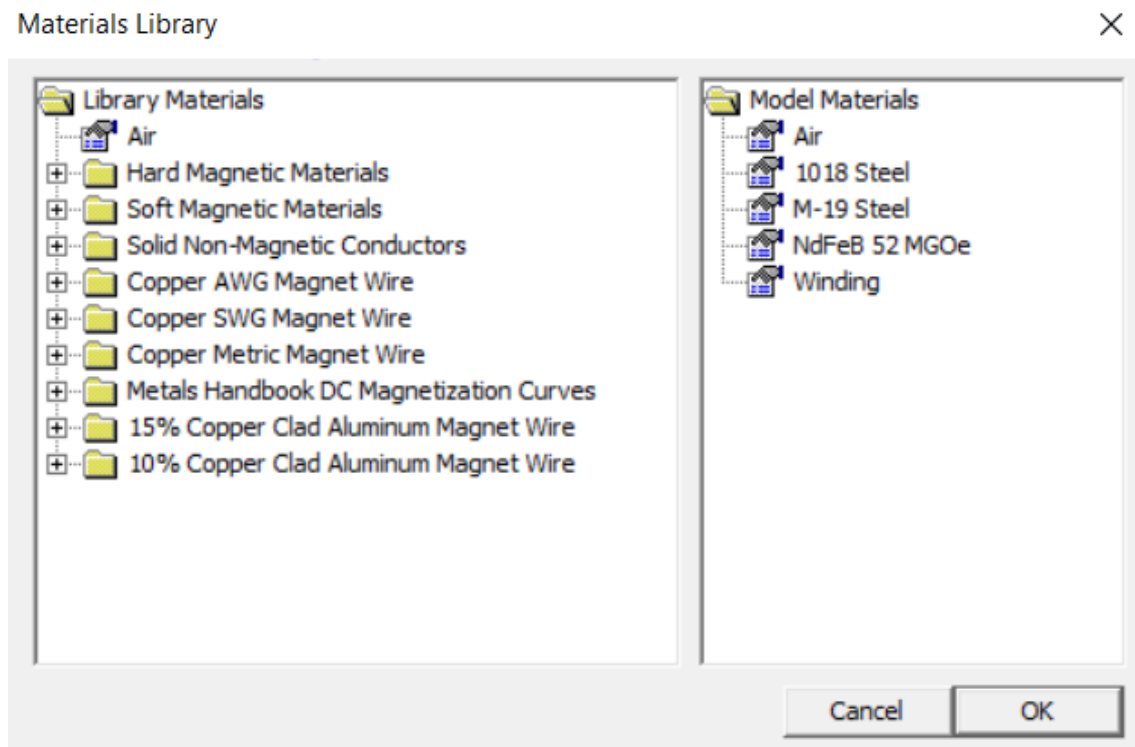 Materials Library
Library Materials
Air
Hard Magnetic Materials
Soft Magnetic Materials
Solid Non-Magnetic Conductors
Copper AWG Magnet Wire
Copper SWG Magnet Wire
Copper Metric Magnet Wire
Metals Handbook DC Magnetization Curves
15% Copper Clad Aluminum Magnet Wire
10% Copper Clad Aluminum Magnet Wire
Model Materials
Air
1018 Steel
M-19 Steel
NdFeB 52 MGOe
Winding
Cancel
OK